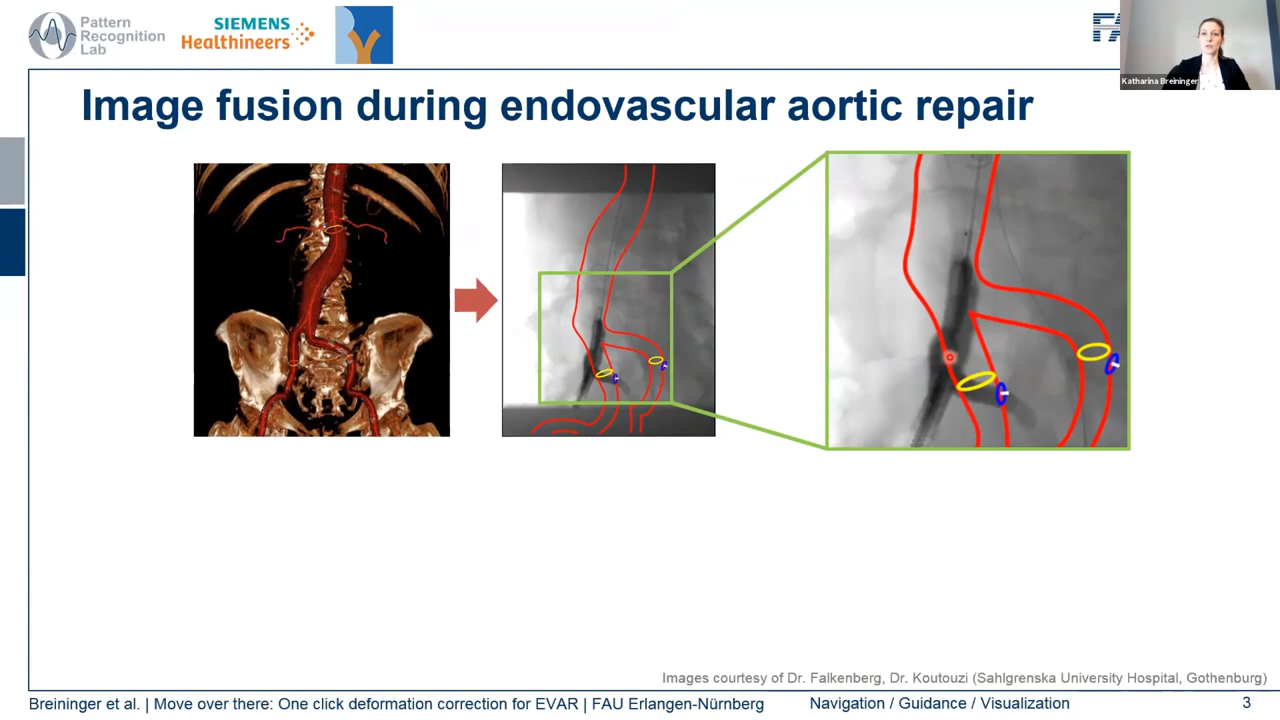 Pattern
Recognition
Lab
SIEMENS
Healthineers
FA
Katharina Breininger
Image fusion during endovascular aortic repair
Images courtesy of Dr. Falkenberg, Dr. Koutouzi (Sahlgrenska University Hospital, Gothenburg)
Breininger et al. | Move over there: One click deformation correction for EVAR | FAU Erlangen-Nürnberg
Navigation / Guidance / Visualization
3